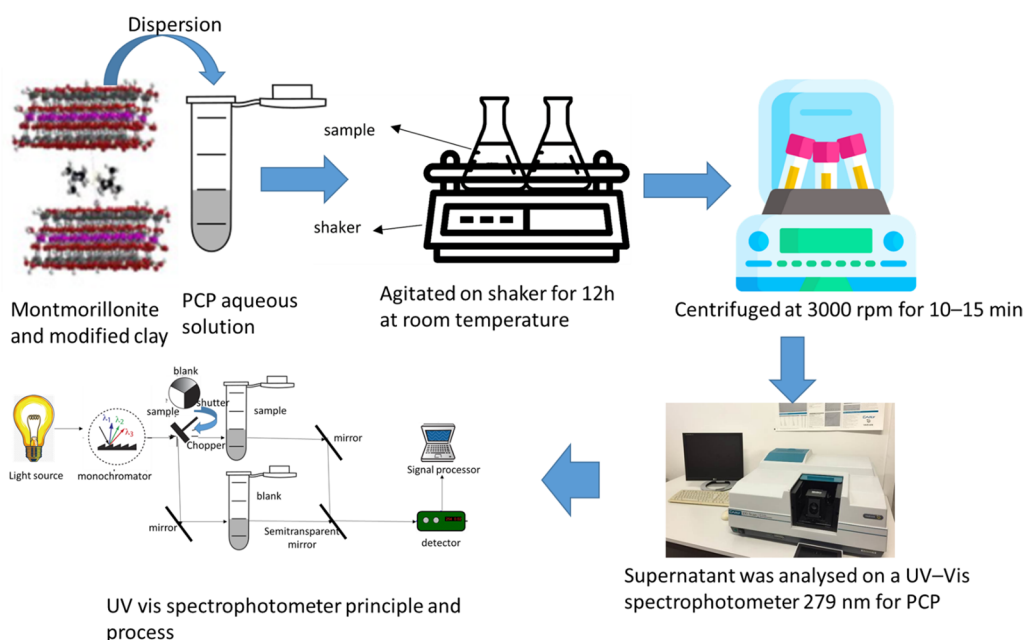 Dispersion
Montmorillonite
and modified clay
PCP aqueous
solution
sample
shaker
Agitated on shaker for 12h
at room temperature
Centrifuged at 3000 rpm for 10–15 min
Supernatant was analysed on a UV–Vis
spectrophotometer 279 nm for PCP
blank
sample
shutter
Chopper
λ1
λ2
λ3
Light source
monochromator
sample
mirror
Signal processor
mirror
blank
Semitransparent
mirror
detector
UV vis spectrophotometer principle and
process